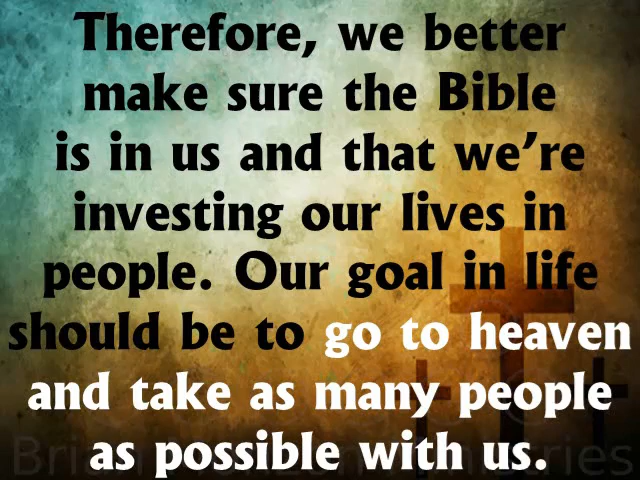 Therefore, we better
make sure the Bible
is in us and that we’re
investing our lives in
people. Our goal in life
should be to go to heaven
and take as many people
as possible with us.